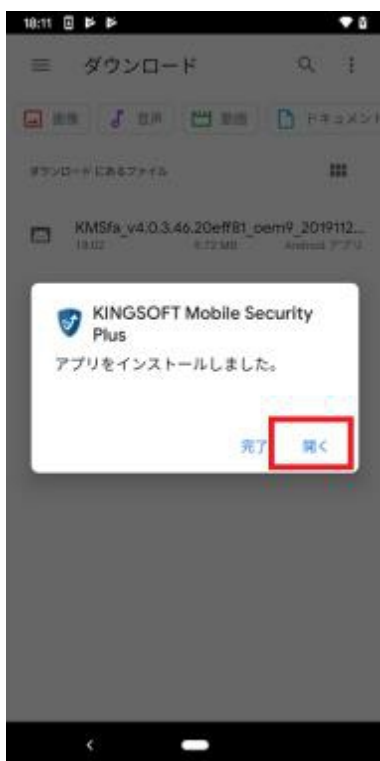 18:11
ダウンロード
画像 音声 動画 ドキュメント
ダウンロード にあるファイル
KMSfa_v4.0.3.46.20eff81_oem9_2019112...
18:02 6.72 MB Android アプリ
KINGSOFT Mobile Security
Plus
アプリをインストールしました。
完了 開く